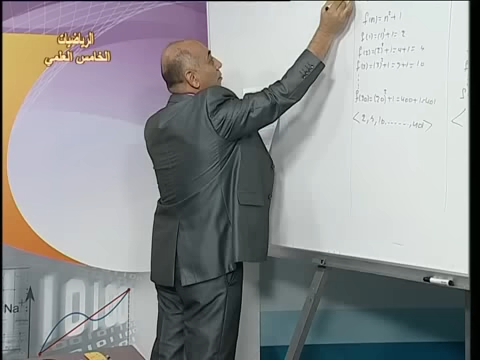 الرياضيات
الخامس العلمي
f(n) = n² + 1
f(1) = (1)² + 1 = 2
f(2) = (2)² + 1 = 4 + 1 =
f(3) = (3)² + 1 = 9 + 1 = 10
f(20) = (20)² + 1 = 400 + 1 = 401
< 2, 5, 10, ......, 401 >
Na⁺